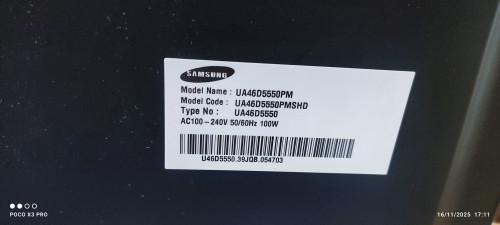 SAMSUNG
Model Name : UA46D5550PM
Model Code : UA46D5550PMSHD
Type No : UA46D5550
AC100-240V 50/60Hz 100W
U46D5550.39JQB.054703
POCO X3 PRO
16/11/2025 17:11